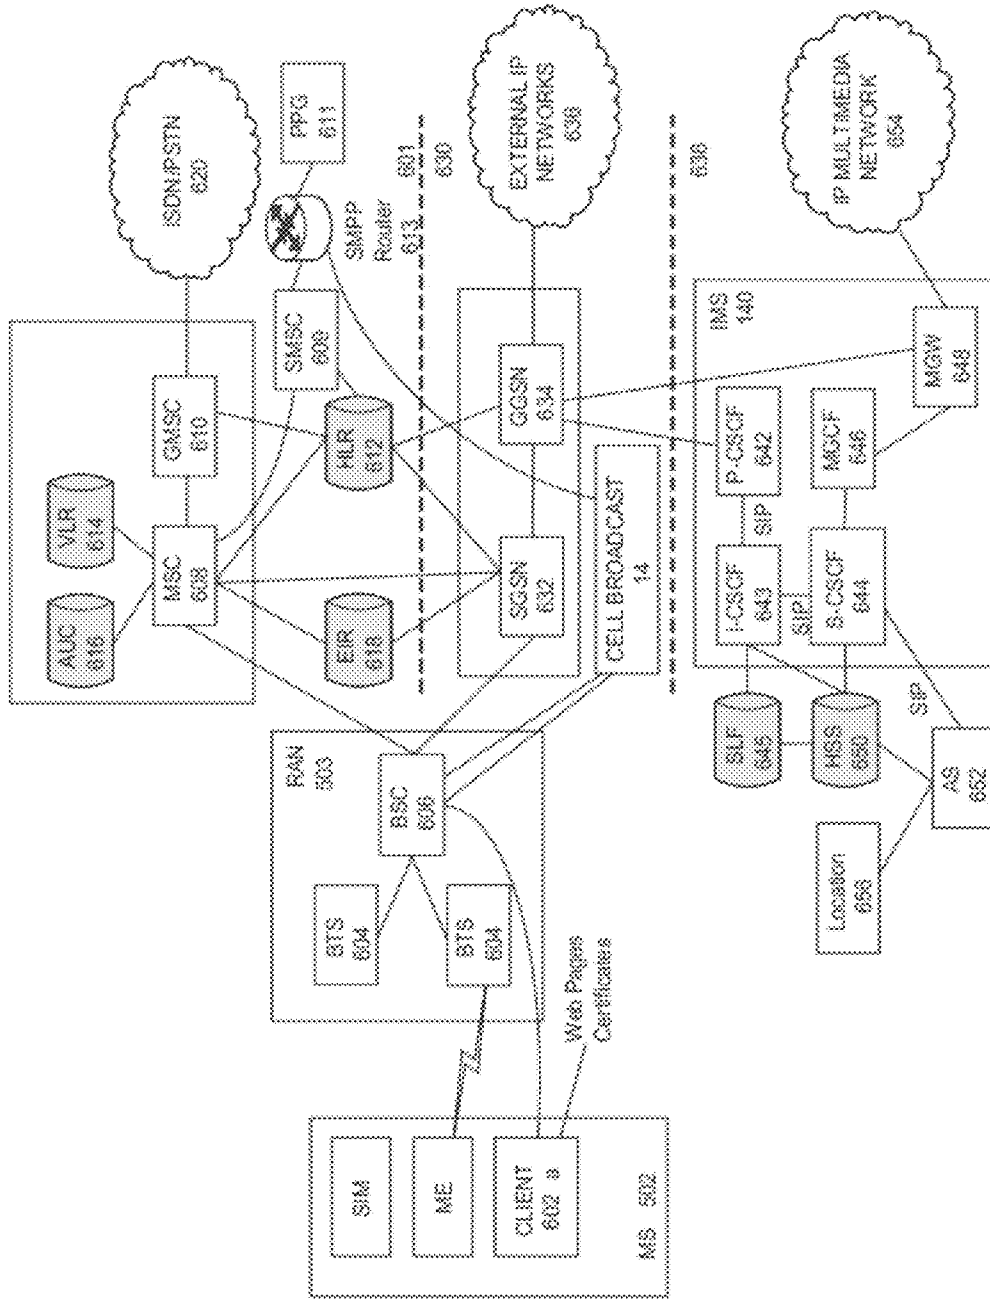 ISDN/PSTN
620
PPG
611
SMPP
Router
613
SMSC
609
GMSC
610
VLR
614
AUC
616
MSC
608
HLR
612
EIR
618
601
630
EXTERNAL IP
NETWORKS
GGSN
634
SGSN
632
CELL BROADCAST
14
636
IP MULTIMEDIA
NETWORK
654
IMS
140
MGW
648
P-CSCF
642
MGCF
646
SIP
I-CSCF
643
SIP
S-CSCF
644
SLF
645
HSS
650
SIP
AS
652
Location
656
RAN
503
BSC
606
BTS
604
BTS
604
Web Pages
Certificates
SIM
ME
CLIENT
602 a
MS 502